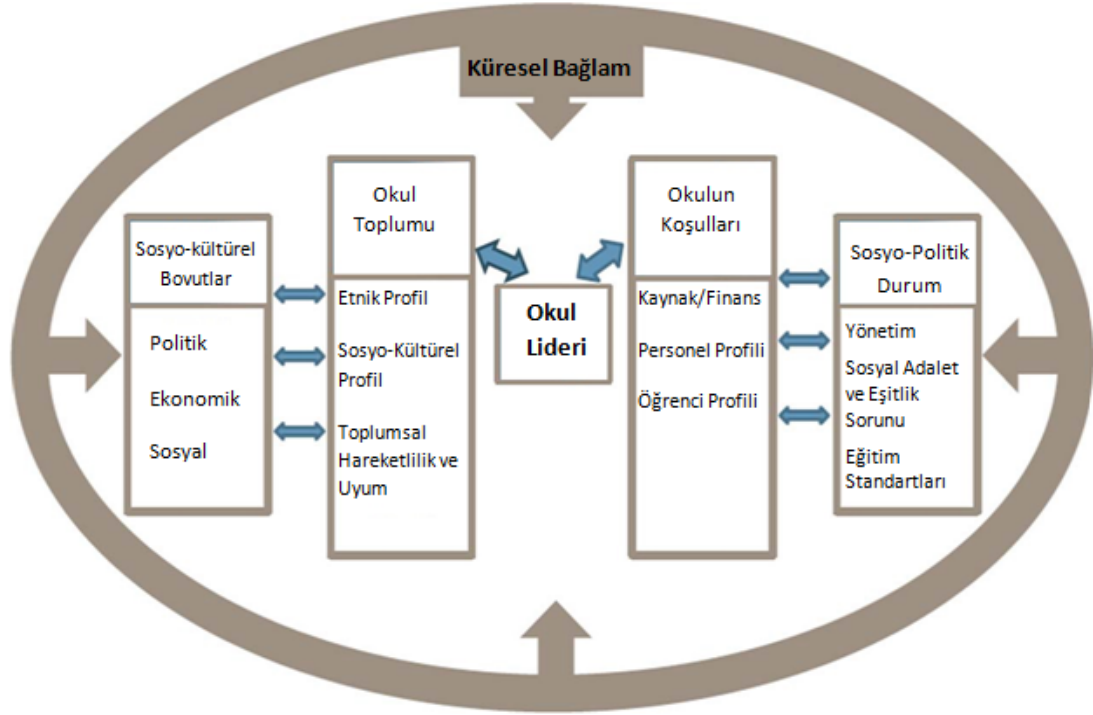 Küresel Bağlam
Okul
Toplumu
Okulun
Koşulları
Sosyo-kültürel
Bovutlar
Sosyo-Politik
Durum
Okul
Lideri
Politik
Ekonomik
Sosyal
Etnik Profil
Sosyo-Kültürel
Profil
Toplumsal
Hareketlilik ve
Uyum
Kaynak/Finans
Personel Profili
Öğrenci Profili
Yönetim
Sosyal Adalet
ve Eşitlik
Sorunu
Eğitim
Standartları